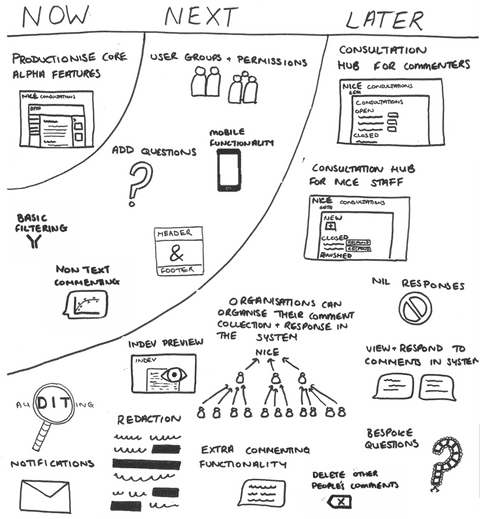 NOW
NEXT
LATER
PRODUCTIONISE CORE
ALPHA FEATURES
NICE CONSULTATIONS
USER GROUPS + PERMISSIONS
CONSULTATION
HUB FOR COMMENTERS
NICE CONSULTATIONS
CONSULTATIONS
OPEN
CLOSED
ADD QUESTIONS
MOBILE
FUNCTIONALITY
CONSULTATION HUB
FOR NICE STAFF
NICE CONSULTATIONS
NEW
CLOSED
FINISHED
BASIC
FILTERING
HEADER
&
FOOTER
NON TEXT
COMMENTING
NIL RESPONSES
ORGANISATIONS CAN
ORGANISE THEIR COMMENT
COLLECTION + RESPONSE IN
THE SYSTEM
NICE
INDEV PREVIEW
INDEV
VIEW + RESPOND TO
COMMENTS IN SYSTEM
AUDITING
REDACTION
BESPOKE
QUESTIONS
NOTIFICATIONS
EXTRA COMMENTING
FUNCTIONALITY
DELETE OTHER
PEOPLE'S COMMENTS